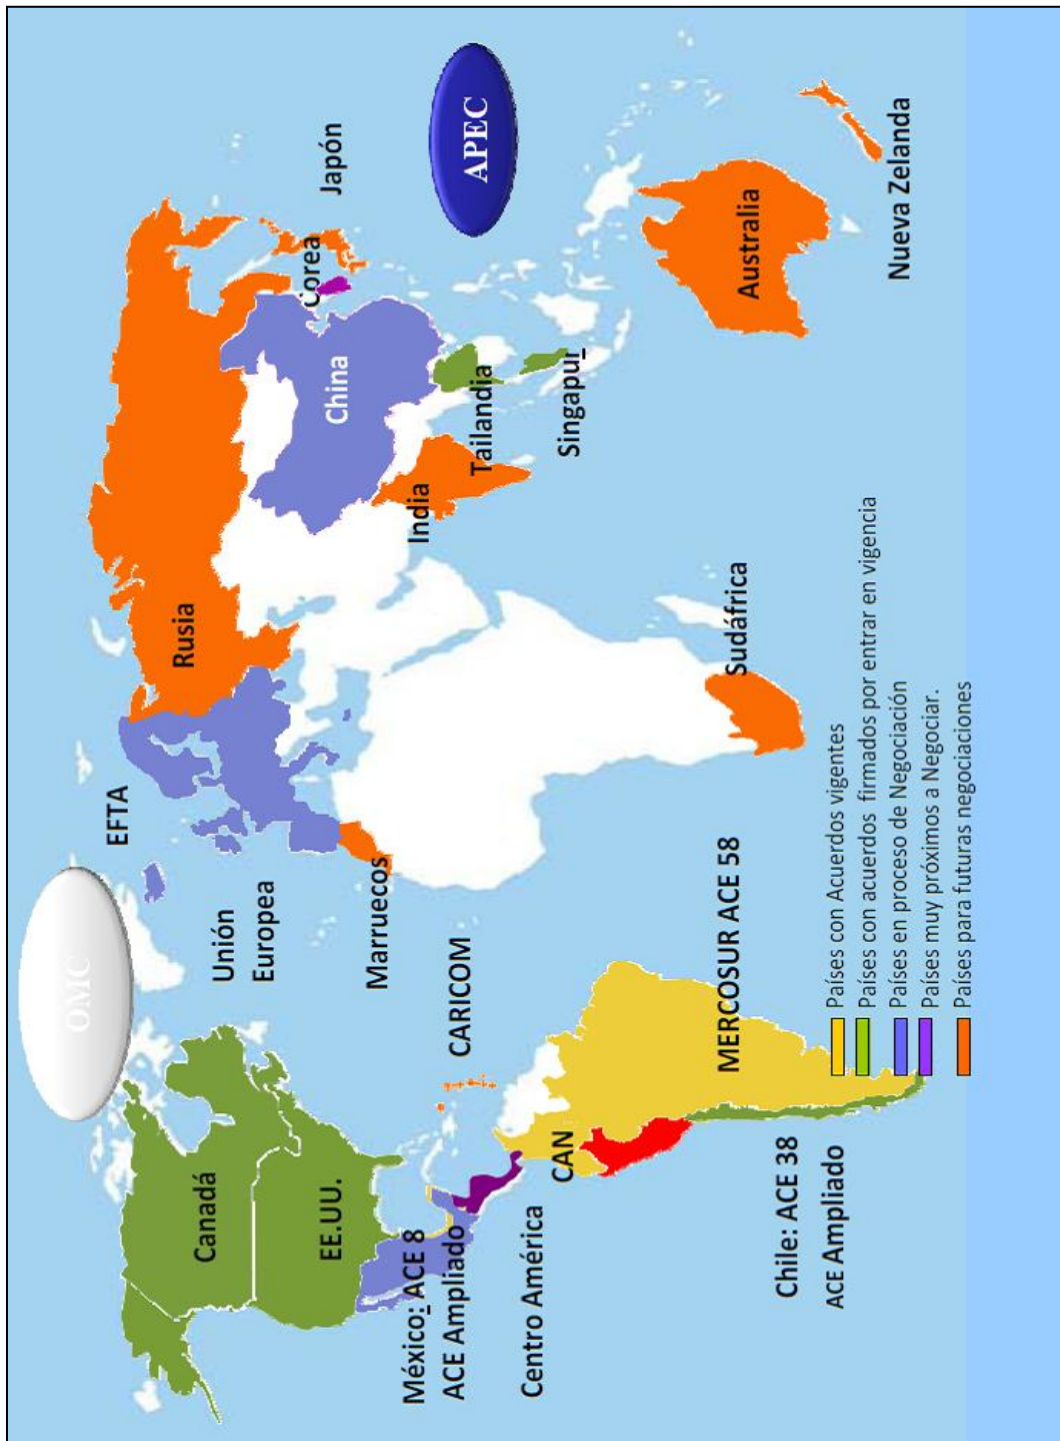 OMC
EFTA
Canadá
Rusia
Unión
Europea
EE.UU.
Corea
Japón
China
Marruecos
India
México: ACE 8
ACE Ampliado
CARICOM
APEC
Tailandia
Centro América
Singapur
CAN
Sudáfrica
MERCOSUR ACE 58
Australia
Chile: ACE 38
ACE Ampliado
Nueva Zelanda
Países con Acuerdos vigentes
Países con acuerdos firmados por entrar en vigencia
Países en proceso de Negociación
Países muy próximos a Negociar.
Países para futuras negociaciones